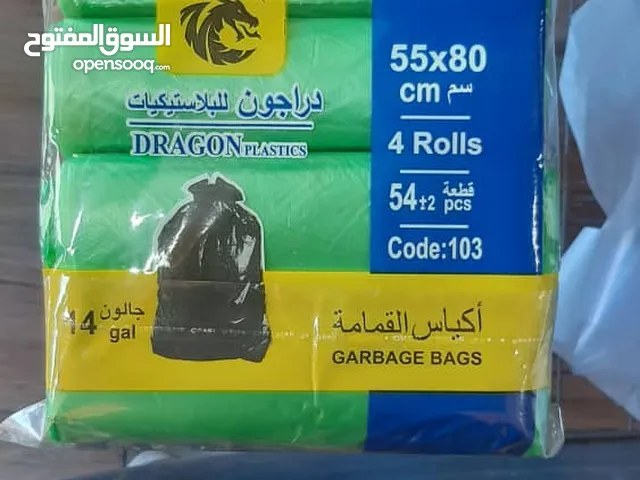 السوق المفتوح
opensooq.com
دراجون للبلاستيكيات
DRAGON PLASTICS
55x80
cm سم
4 Rolls
54±2 قطعة pcs
Code:103
14 جالون gal
أكياس القمامة
GARBAGE BAGS